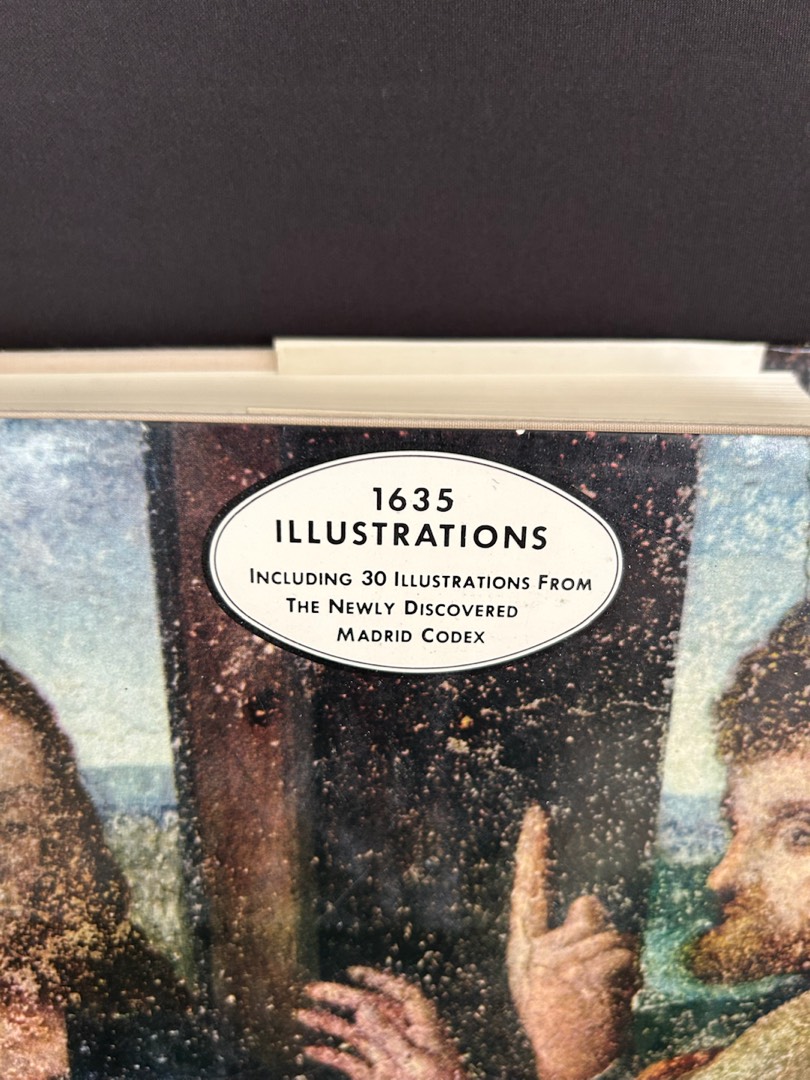 1635
ILLUSTRATIONS
INCLUDING 30 ILLUSTRATIONS FROM
THE NEWLY DISCOVERED
MADRID CODEX